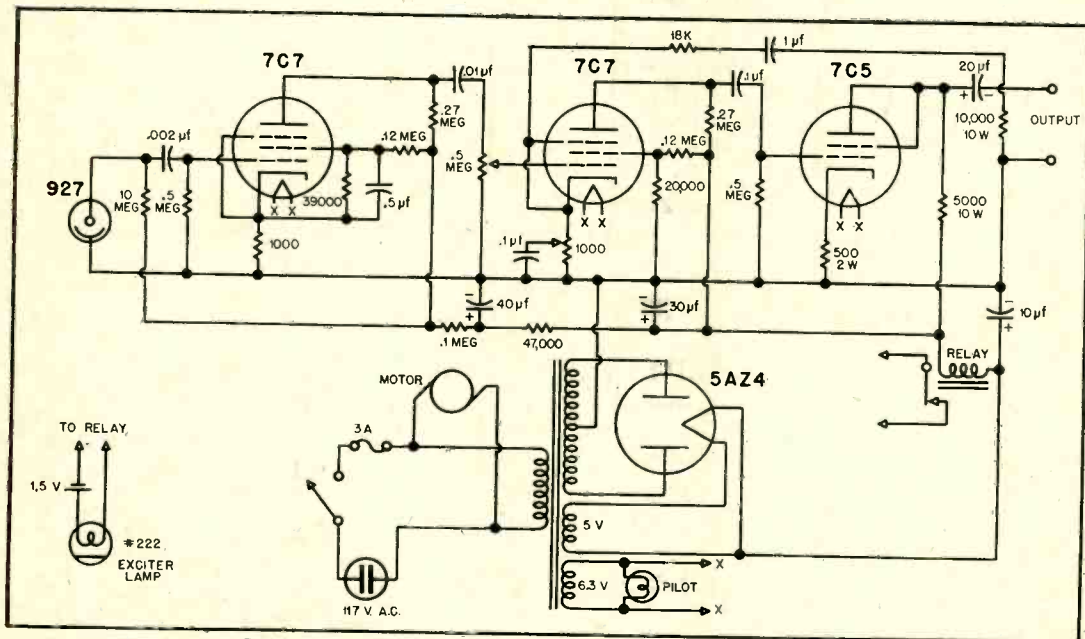 18K
.1 µf
7C7
.01 µf
7C7
.1 µf
7C5
20 µf
+ −
.002 µf
.27
MEG
.12 MEG
.27
MEG
.12 MEG
10,000
10 W
OUTPUT
927
.5
MEG
10
MEG
.5
MEG
39000
.5 µf
20,000
.5
MEG
5000
10 W
X X
X X
X X
1000
.1 µf
1000
500
2 W
−
+
40 µf
−
+
30 µf
−
+
10 µf
.1 MEG
47,000
RELAY
MOTOR
5AZ4
3 A
TO RELAY
1.5 V
5 V
#222
EXCITER
LAMP
117 V. A.C.
6.3 V
PILOT
X
X